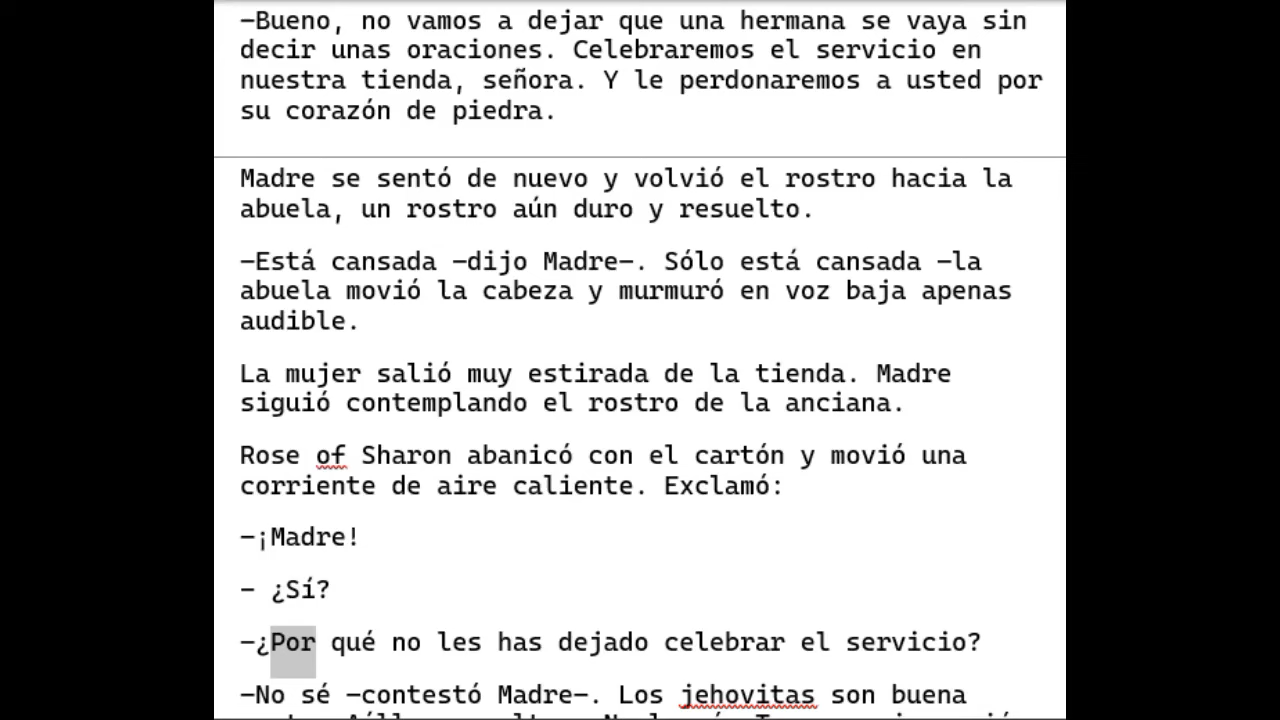 —Bueno, no vamos a dejar que una hermana se vaya sin
decir unas oraciones. Celebraremos el servicio en
nuestra tienda, señora. Y le perdonaremos a usted por
su corazón de piedra.
Madre se sentó de nuevo y volvió el rostro hacia la
abuela, un rostro aún duro y resuelto.
—Está cansada —dijo Madre—. Sólo está cansada —la
abuela movió la cabeza y murmuró en voz baja apenas
audible.
La mujer salió muy estirada de la tienda. Madre
siguió contemplando el rostro de la anciana.
Rose of Sharon abanicó con el cartón y movió una
corriente de aire caliente. Exclamó:
—¡Madre!
— ¿Sí?
—¿Por qué no les has dejado celebrar el servicio?
—No sé —contestó Madre—. Los jehovitas son buena